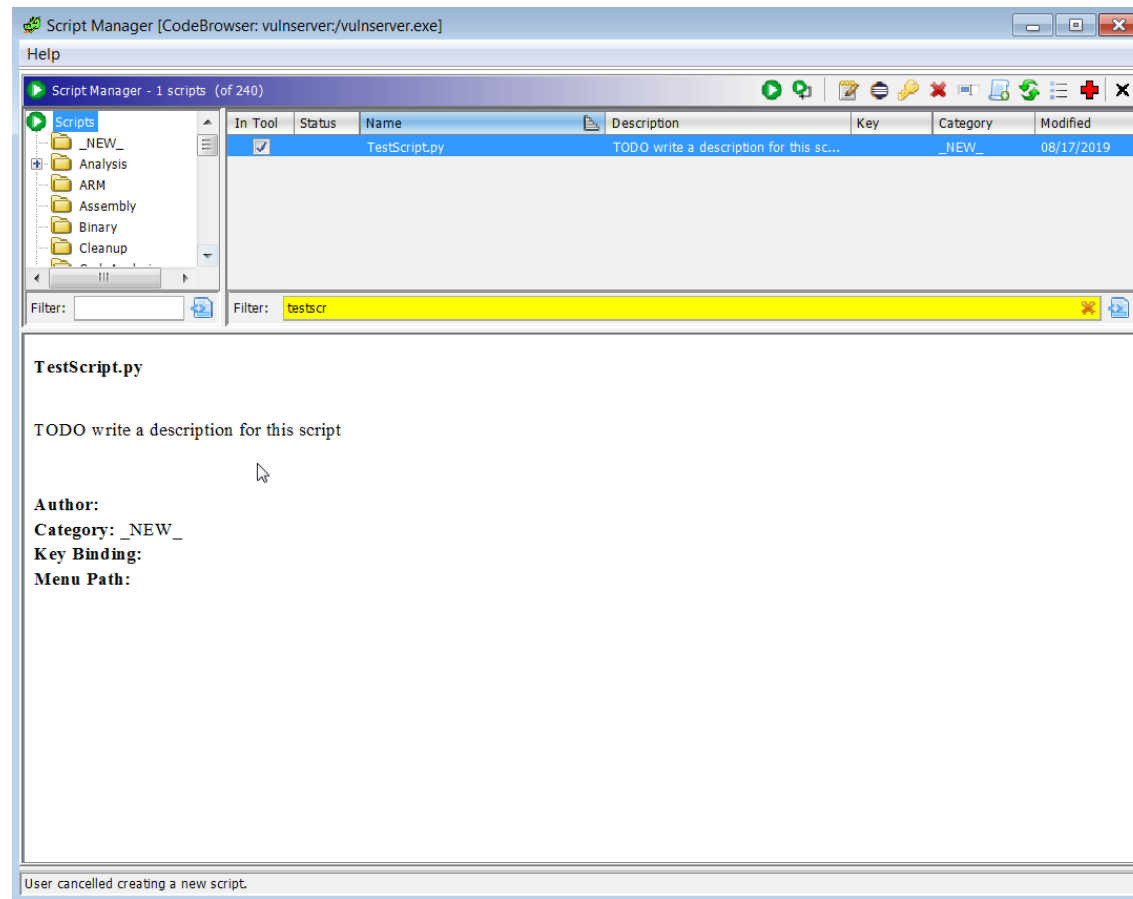 Script Manager [CodeBrowser: vulnserver:/vulnserver.exe]
Help
Script Manager - 1 scripts (of 240)
Scripts
_NEW_
Analysis
ARM
Assembly
Binary
Cleanup
In Tool Status Name Description Key Category Modified
TestScript.py TODO write a description for this sc... _NEW_ 08/17/2019
Filter:
Filter: testscr
TestScript.py
TODO write a description for this script
Author:
Category: _NEW_
Key Binding:
Menu Path:
User cancelled creating a new script.